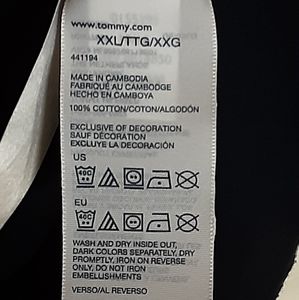 www.tommy.com
XXL/TTG/XXG
441194
MADE IN CAMBODIA
FABRIQUÉ AU CAMBODGE
HECHO EN CAMBOYA
100% COTTON/COTON/ALGODÓN
EXCLUSIVE OF DECORATION
SAUF DÉCORATION
EXCLUYE LA DECORACIÓN
US
40C
EU
40C
WASH AND DRY INSIDE OUT,
DARK COLORS SEPARATELY, DRY
PROMPTLY, IRON ON REVERSE
ONLY, DO NOT IRON
EMBELLISHMENTS
VERSO/AL REVERSO